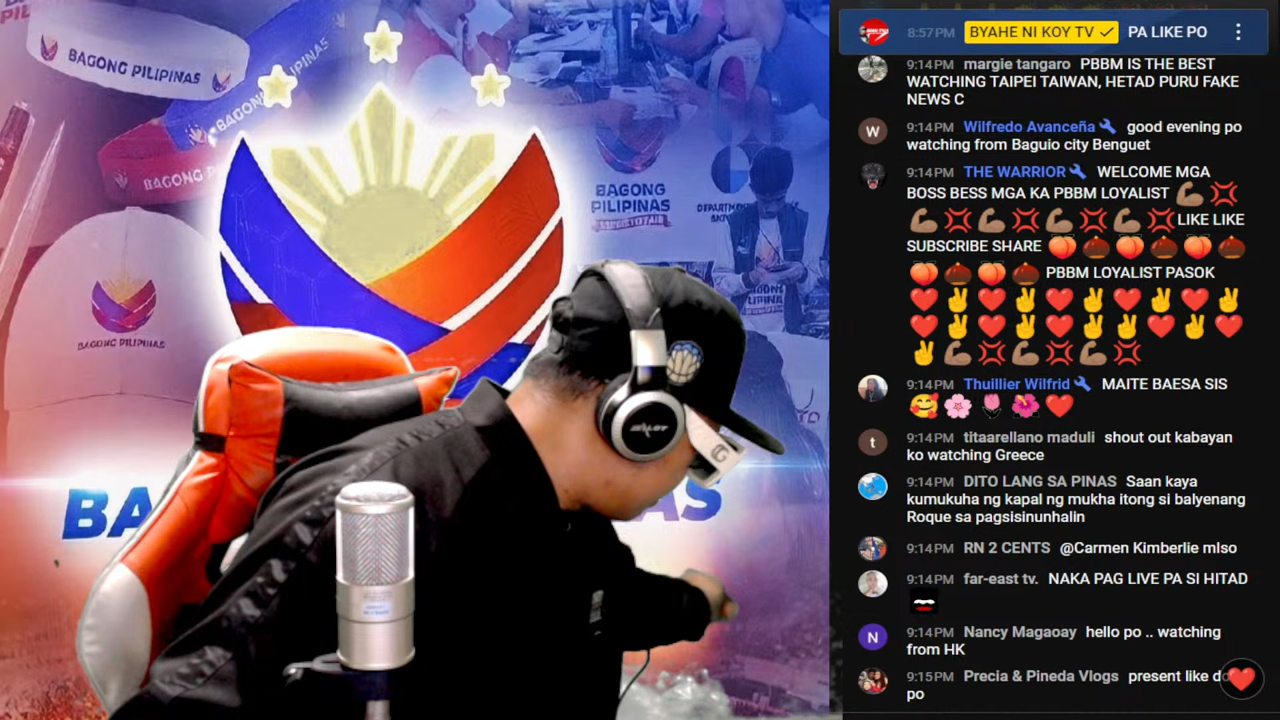 BAGONG PILIPINAS
BAGONG PILIPINAS
BAGONG
BAGONG
PILIPINAS
BAGONG PILIPINAS
8:57 PM BYAHE NI KOY TV PA LIKE PO
9:14 PM margie tangaro PBBM IS THE BEST
WATCHING TAIPEI TAIWAN, HETAD PURU FAKE
NEWS C
W
9:14 PM Wilfredo Avanceña good evening po
watching from Baguio city Benguet
9:14 PM THE WARRIOR WELCOME MGA
BOSS BESS MGA KA PBBM LOYALIST 💪🏽 💢
💪🏽 💢 💪🏽 💢 💪🏽 💢 💪🏽 💢 LIKE LIKE
SUBSCRIBE SHARE 🍑 🌰 🍑 🌰 🍑 🌰
🍑 🌰 🍑 🌰 PBBM LOYALIST PASOK
❤️ ✌️ ❤️ ✌️ ❤️ ✌️ ❤️ ✌️ ❤️ ✌️
❤️ ✌️ ❤️ ✌️ ❤️ ✌️ ✌️ ❤️ ✌️ ❤️
✌️ 💪🏽 💢 💪🏽 💢 💪🏽 💢
9:14 PM Thuillier Wilfrid MAITE BAESA SIS
🥰 🌸 🌷 🌺 ❤️
t
9:14 PM titaarellano maduli shout out kabayan
ko watching Greece
9:14 PM DITO LANG SA PINAS Saan kaya
kumukuha ng kapal ng mukha itong si balyenang
Roque sa pagsisinunhalin
9:14 PM RN 2 CENTS @Carmen Kimberlie mlso
9:14 PM far-east tv. NAKA PAG LIVE PA SI HITAD
N
9:14 PM Nancy Magaoay hello po .. watching
from HK
9:15 PM Precia & Pineda Vlogs present like d
po